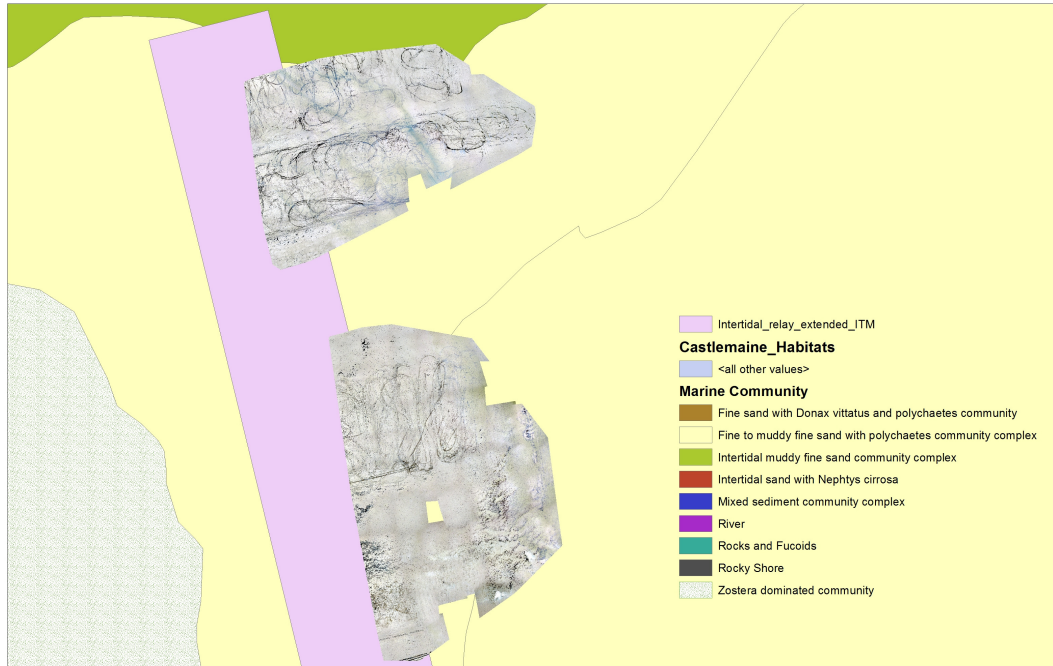 Intertidal_relay_extended_ITM
Castlemaine_Habitats
<all other values>
Marine Community
Fine sand with Donax vittatus and polychaetes community
Fine to muddy fine sand with polychaetes community complex
Intertidal muddy fine sand community complex
Intertidal sand with Nephtys cirrosa
Mixed sediment community complex
River
Rocks and Fucoids
Rocky Shore
Zostera dominated community